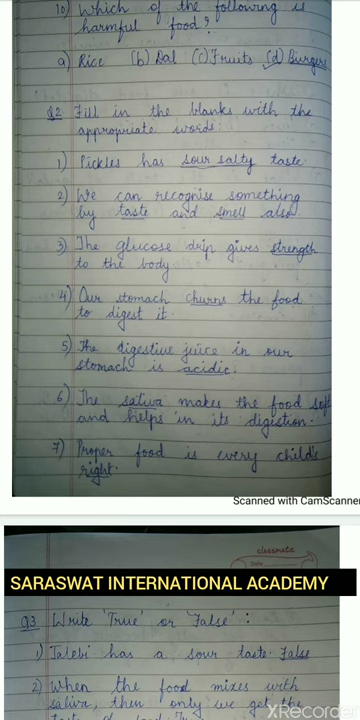 10) Which of the following is
harmful food?
a) Rice (b) Dal (c) Fruits (d) Burgers
Q2 Fill in the blanks with the
appropriate words:
1) Pickles has sour salty taste
2) We can recognise something
by taste and smell also
3) The glucose drip gives strength
to the body
4) Our stomach churns the food
to digest it.
5) The digestive juice in our
stomach is acidic.
6) The saliva makes the food soft
and helps in its digestion.
7) Proper food is every child's
right.
Scanned with CamScanner
classmate
Date
SARASWAT INTERNATIONAL ACADEMY
Q3 Write 'True' or 'False' :
1) Jalebi has a sour taste False
2) When the food mixes with
saliva, then only we get the
XRecorder